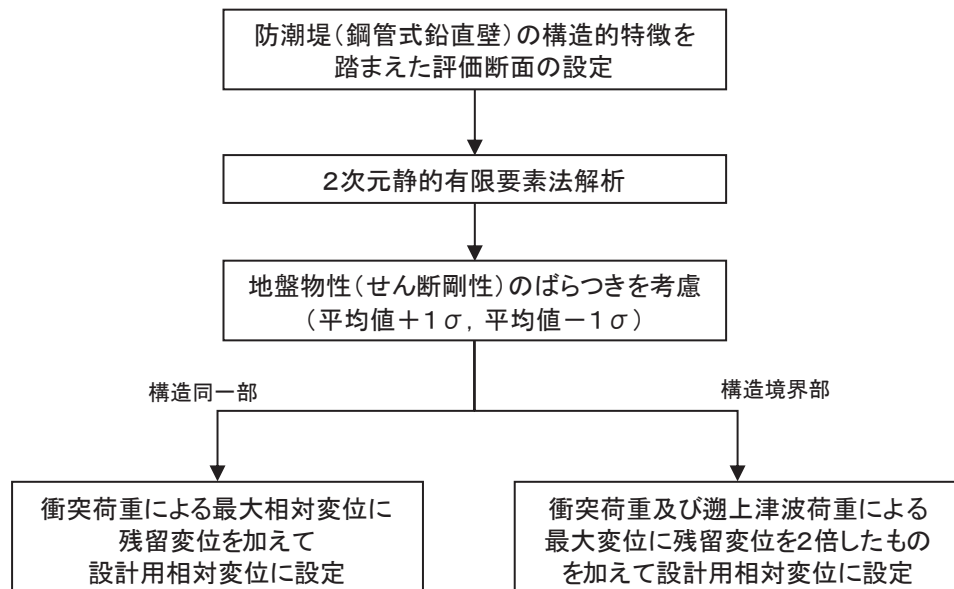 防潮堤（鋼管式鉛直壁）の構造的特徴を
踏まえた評価断面の設定
２次元静的有限要素法解析
地盤物性（せん断剛性）のばらつきを考慮
（平均値＋１σ，平均値－１σ）
構造同一部
構造境界部
衝突荷重による最大相対変位に
残留変位を加えて
設計用相対変位に設定
衝突荷重及び遡上津波荷重による
最大変位に残留変位を2倍したもの
を加えて設計用相対変位に設定